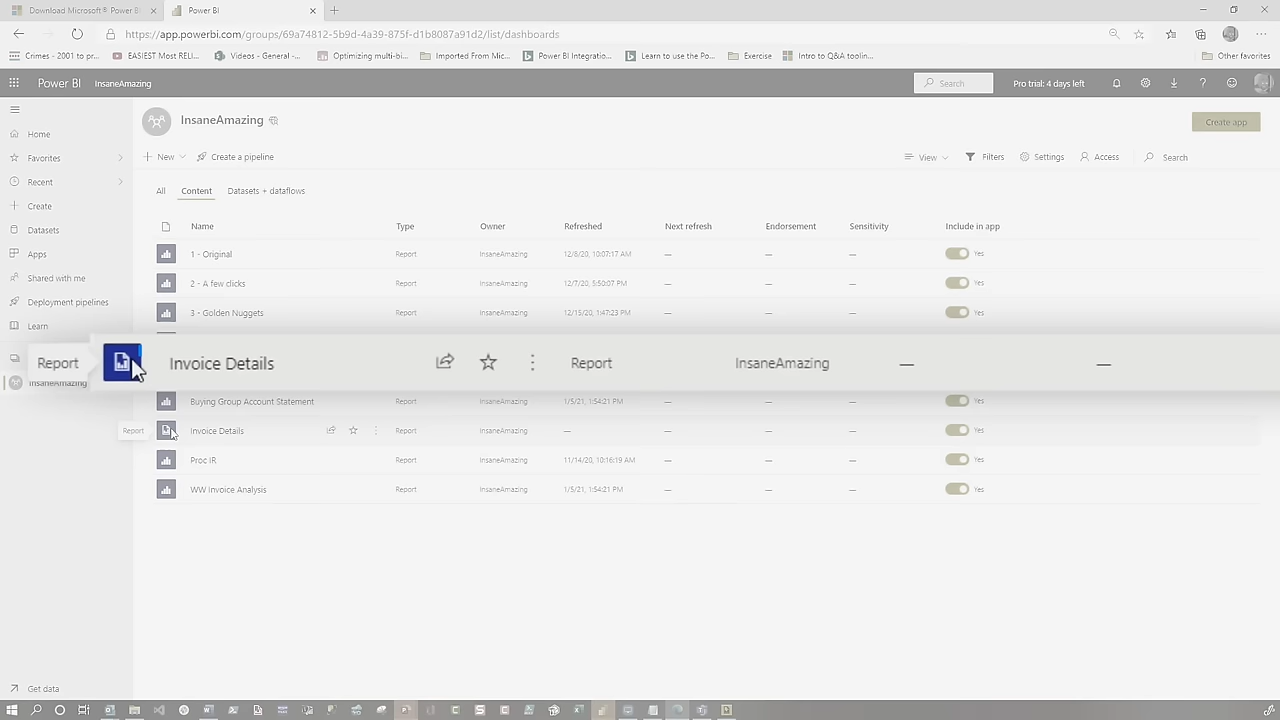 Download Microsoft® Power BI
Power BI
https://app.powerbi.com/groups/69a74812-5b9d-4a39-875f-d1b8087a91d2/list/dashboards
Crimes - 2001 to pr...
EASIEST Most RELi...
Videos - General -...
Optimizing multi-bi...
Imported From Mic...
Power BI Integratio...
Learn to use the Po...
Exercise
Intro to Q&A toolin...
Other favorites
Power BI InsaneAmazing
Search
Pro trial: 4 days left
InsaneAmazing
Create app
Home
Favorites
Recent
Create
Datasets
Apps
Shared with me
Deployment pipelines
Learn
InsaneAmazing
Get data
New
Create a pipeline
View
Filters
Settings
Access
Search
All Content Datasets + dataflows
Name Type Owner Refreshed Next refresh Endorsement Sensitivity Include in app
1 - Original Report InsaneAmazing 12/8/20, 10:07:17 AM — — — Yes
2 - A few clicks Report InsaneAmazing 12/7/20, 5:50:07 PM — — — Yes
3 - Golden Nuggets Report InsaneAmazing 12/15/20, 1:47:23 PM — — — Yes
Report Invoice Details Report InsaneAmazing — —
Buying Group Account Statement Report InsaneAmazing 1/5/21, 1:54:21 PM — — — Yes
Report Invoice Details Report InsaneAmazing — — — — Yes
Proc IR Report InsaneAmazing 11/14/20, 10:16:19 AM — — — Yes
WW Invoice Analysis Report InsaneAmazing 1/5/21, 1:54:21 PM — — — Yes